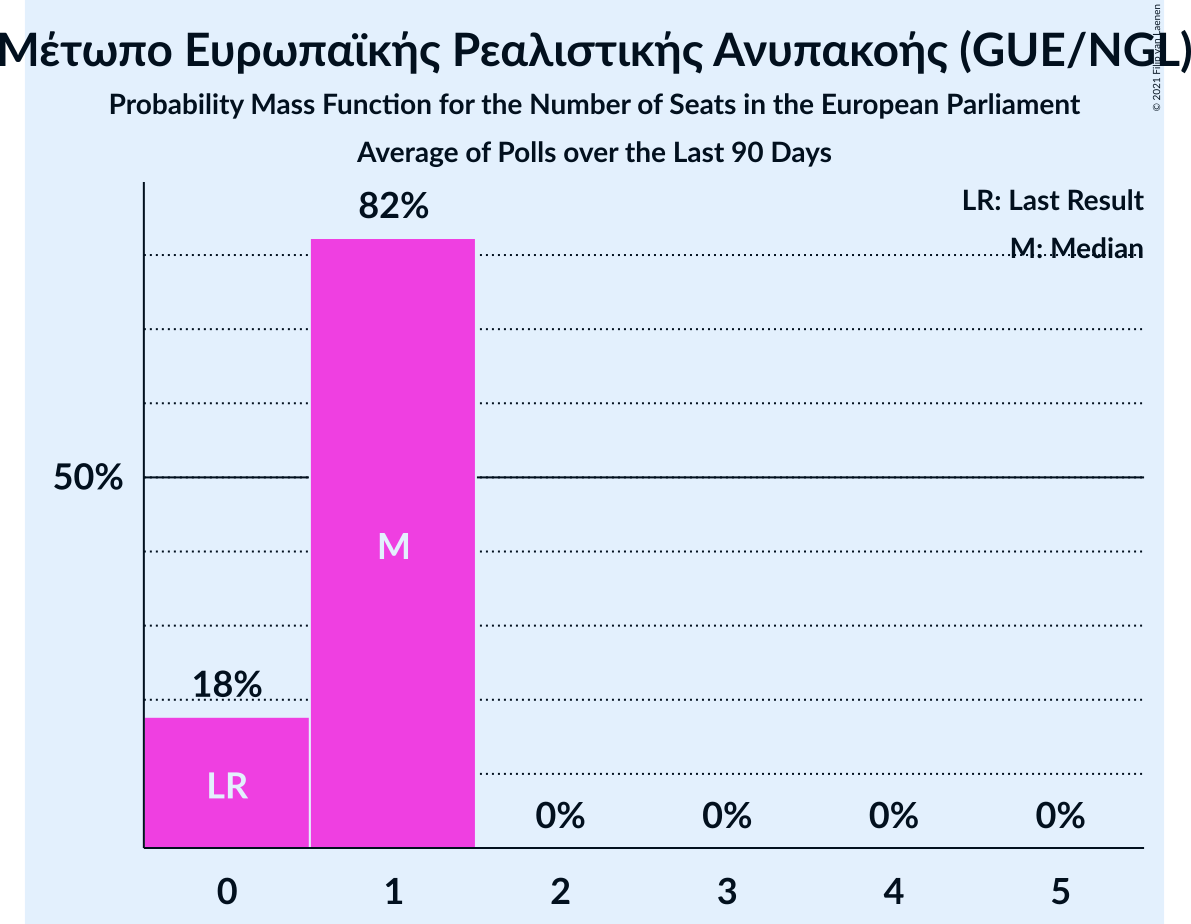 Μέτωπο Ευρωπαϊκής Ρεαλιστικής Ανυπακοής (GUE/NGL)
© 2021 Filip van Laenen
Probability Mass Function for the Number of Seats in the European Parliament
Average of Polls over the Last 90 Days
LR: Last Result
M: Median
82%
50%
M
18%
LR
0% 0% 0% 0%
0 1 2 3 4 5